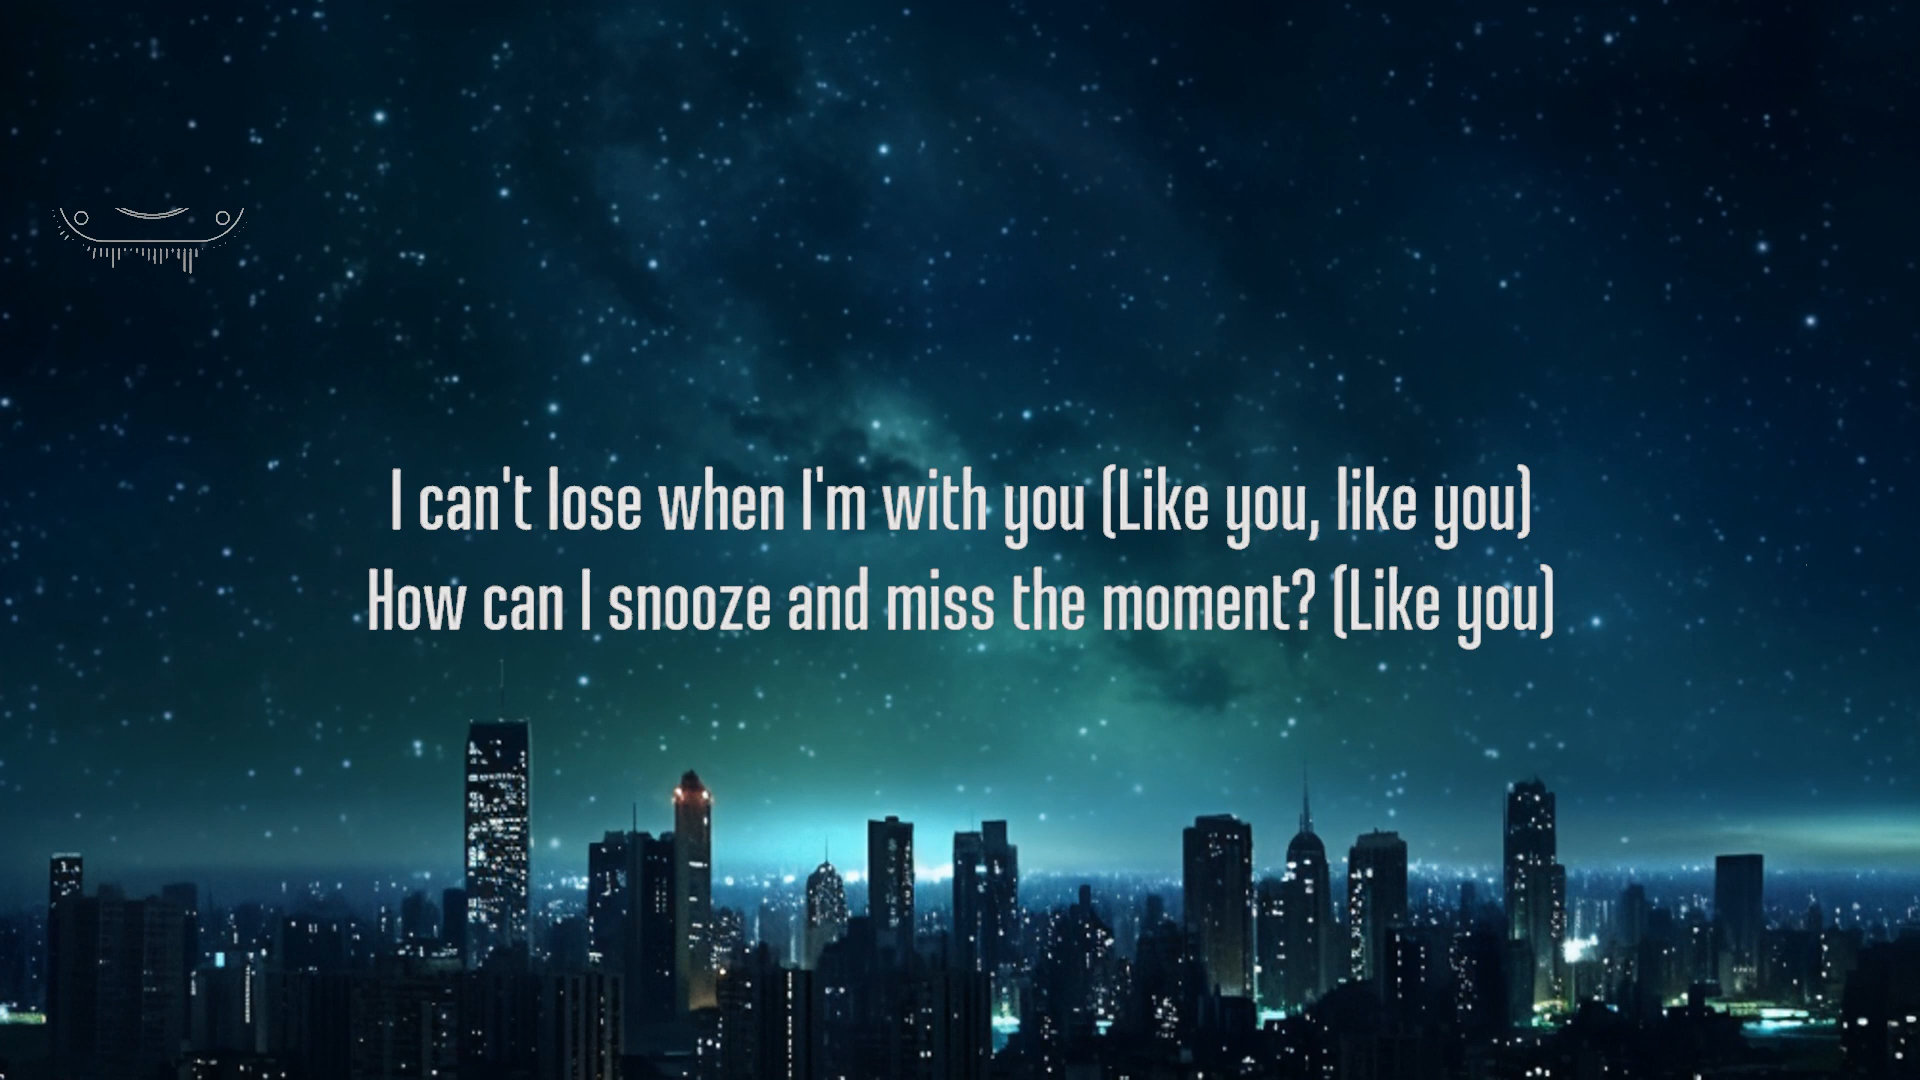 I can't lose when I'm with you (Like you, like you)
How can I snooze and miss the moment? (Like you)